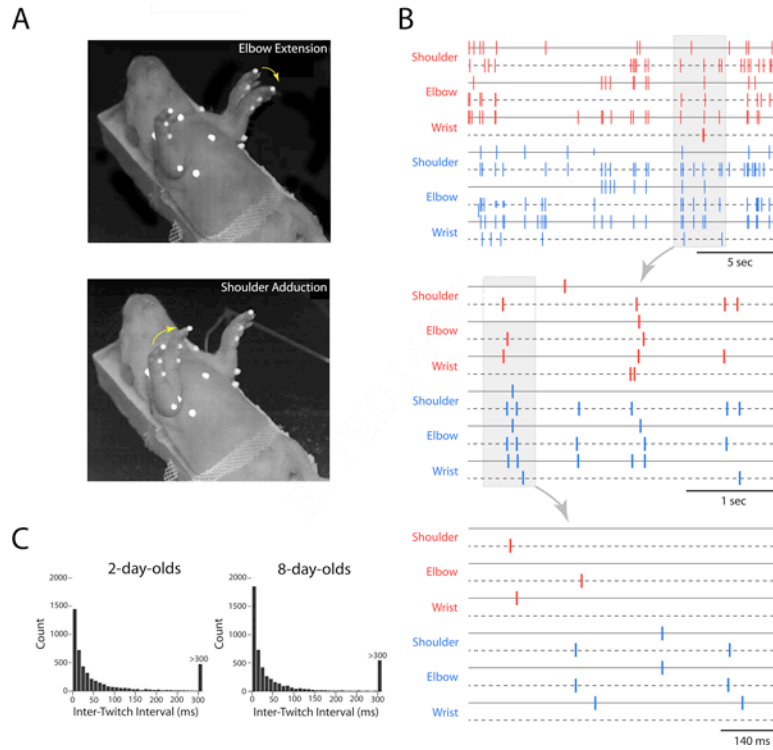 A
Elbow Extension
Shoulder Adduction
B
Shoulder
Elbow
Wrist
Shoulder
Elbow
Wrist
5 sec
Shoulder
Elbow
Wrist
Shoulder
Elbow
Wrist
1 sec
Shoulder
Elbow
Wrist
Shoulder
Elbow
Wrist
140 ms
C
2-day-olds
8-day-olds
Count
2000
1500
1000
500
0
>300
0 50 100 150 200 250 300
Inter-Twitch Interval (ms)
2000
1500
1000
500
0
>300
0 50 100 150 200 250 300
Inter-Twitch Interval (ms)